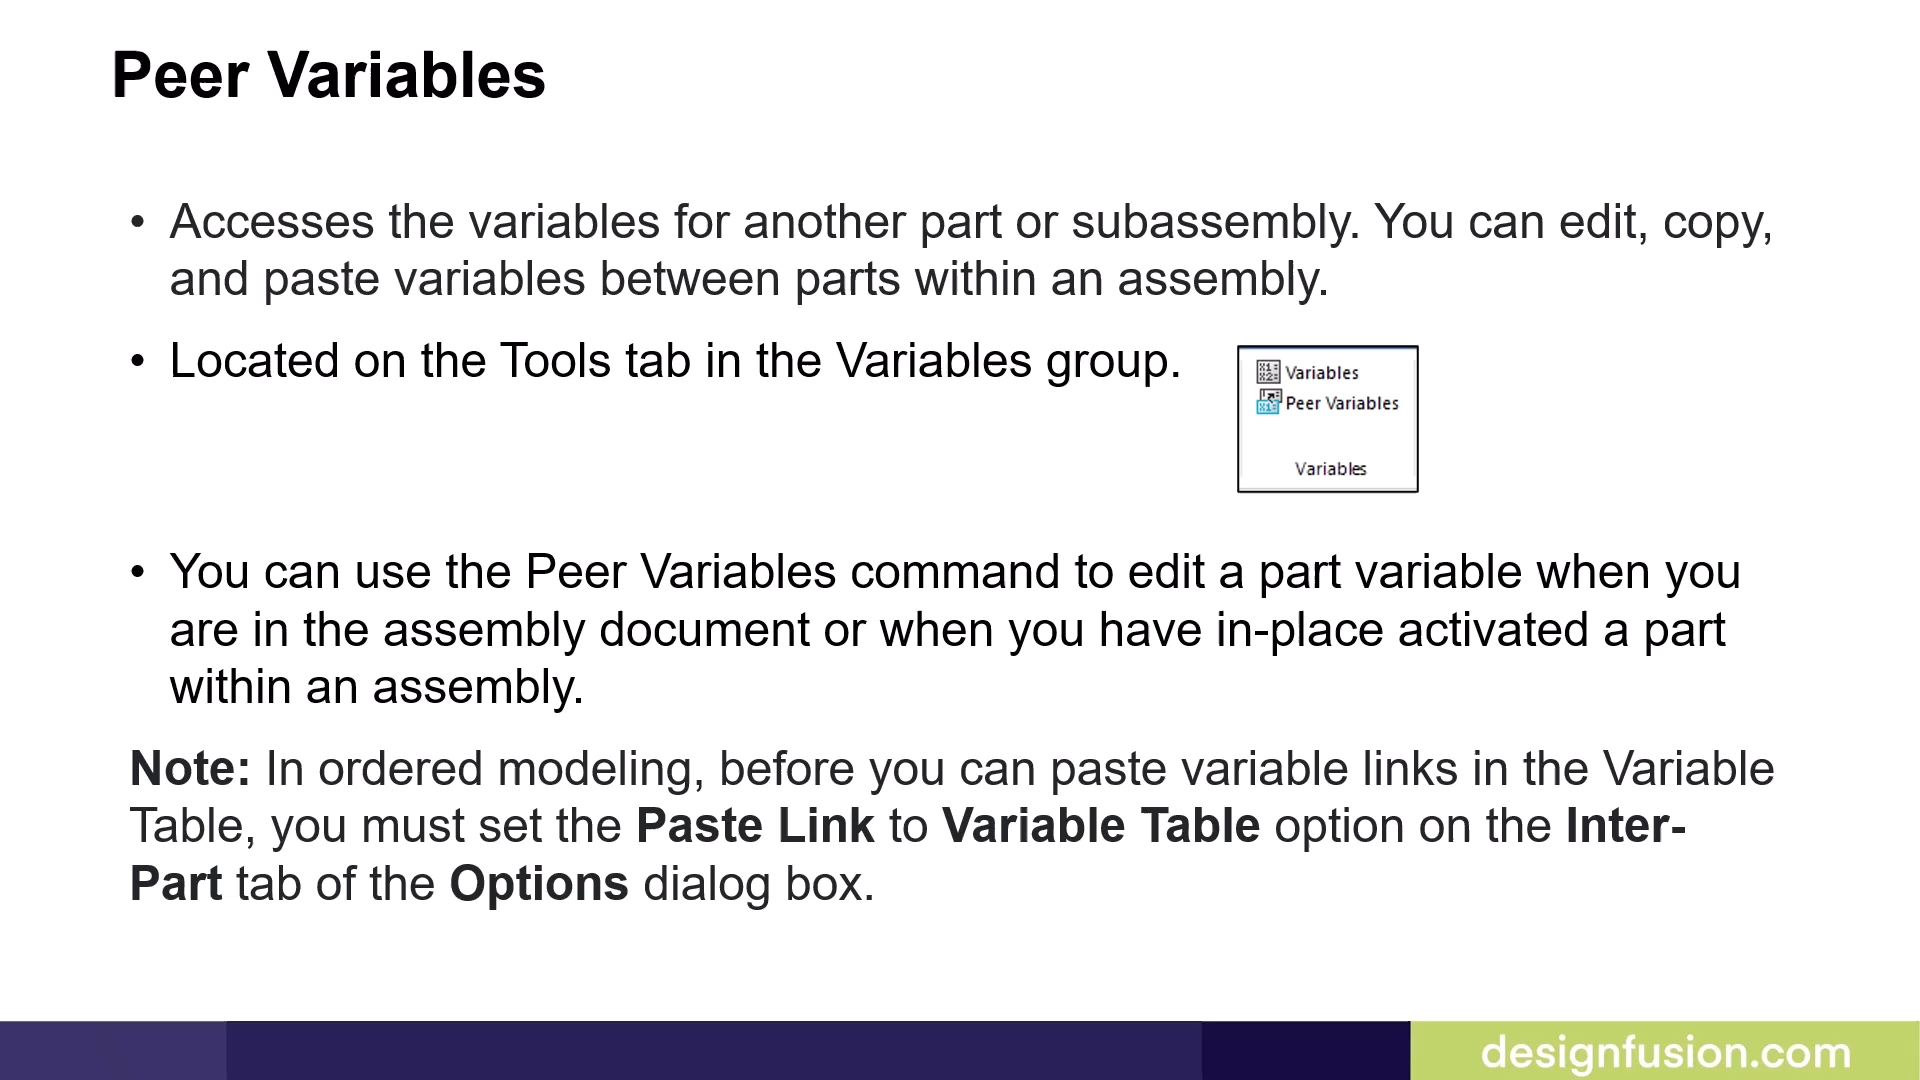 Peer Variables
• Accesses the variables for another part or subassembly. You can edit, copy,
and paste variables between parts within an assembly.
• Located on the Tools tab in the Variables group.
Variables
Peer Variables
Variables
• You can use the Peer Variables command to edit a part variable when you
are in the assembly document or when you have in-place activated a part
within an assembly.
Note: In ordered modeling, before you can paste variable links in the Variable
Table, you must set the Paste Link to Variable Table option on the Inter-
Part tab of the Options dialog box.
designfusion.com